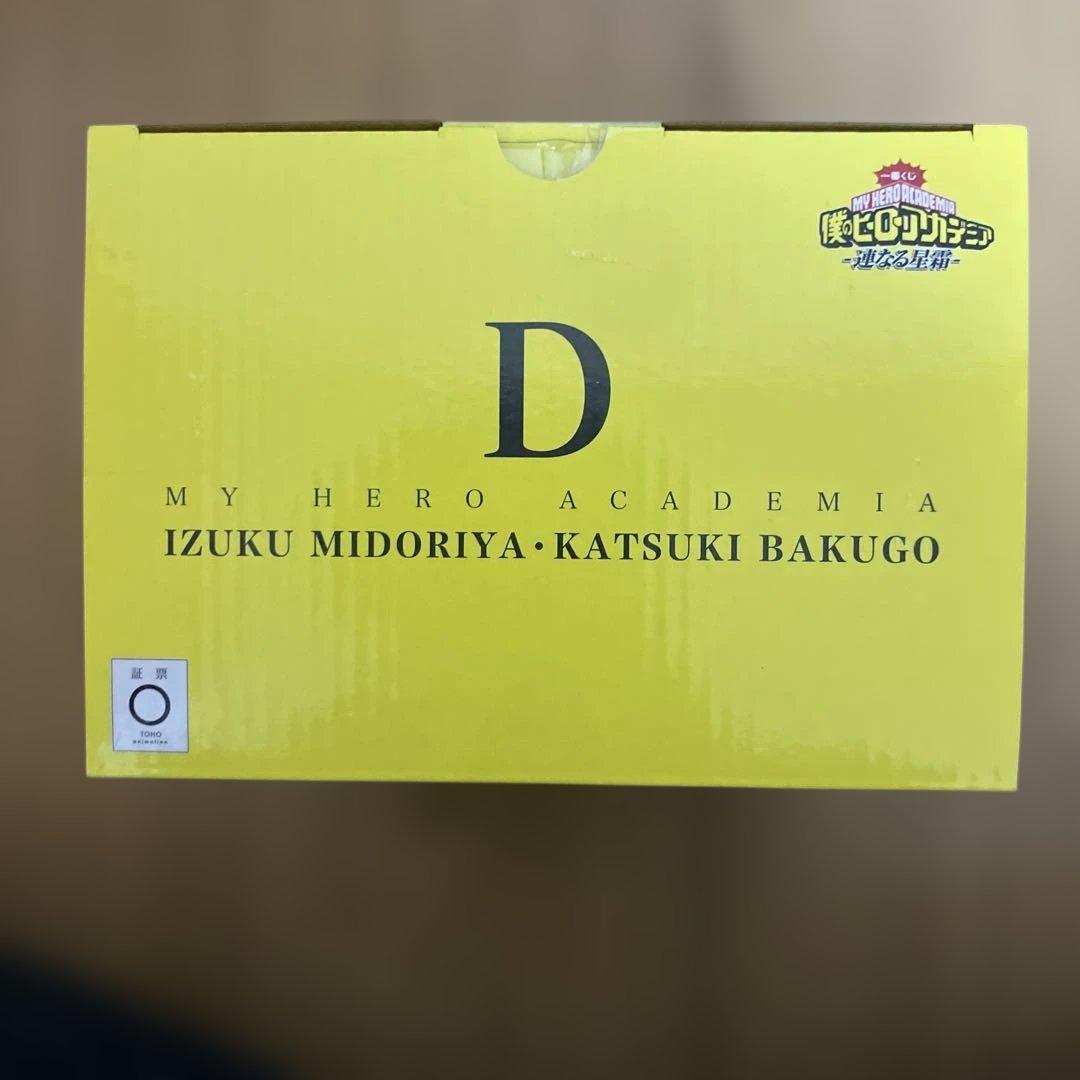 一番くじ
MY HERO ACADEMIA
僕のヒーローアカデミア
-連なる星霜-
D
MY HERO ACADEMIA
IZUKU MIDORIYA・KATSUKI BAKUGO
証 票
TOHO
animation